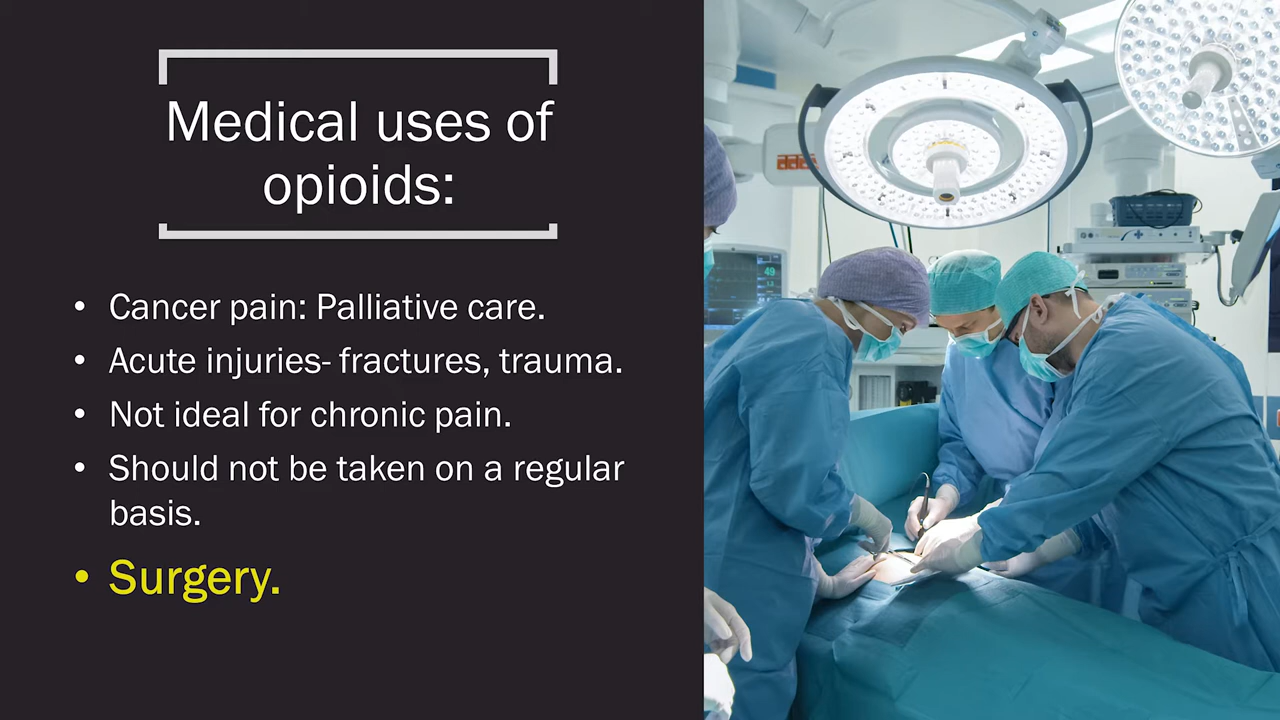 Medical uses of
opioids:
• Cancer pain: Palliative care.
• Acute injuries- fractures, trauma.
• Not ideal for chronic pain.
• Should not be taken on a regular
basis.
• Surgery.
49